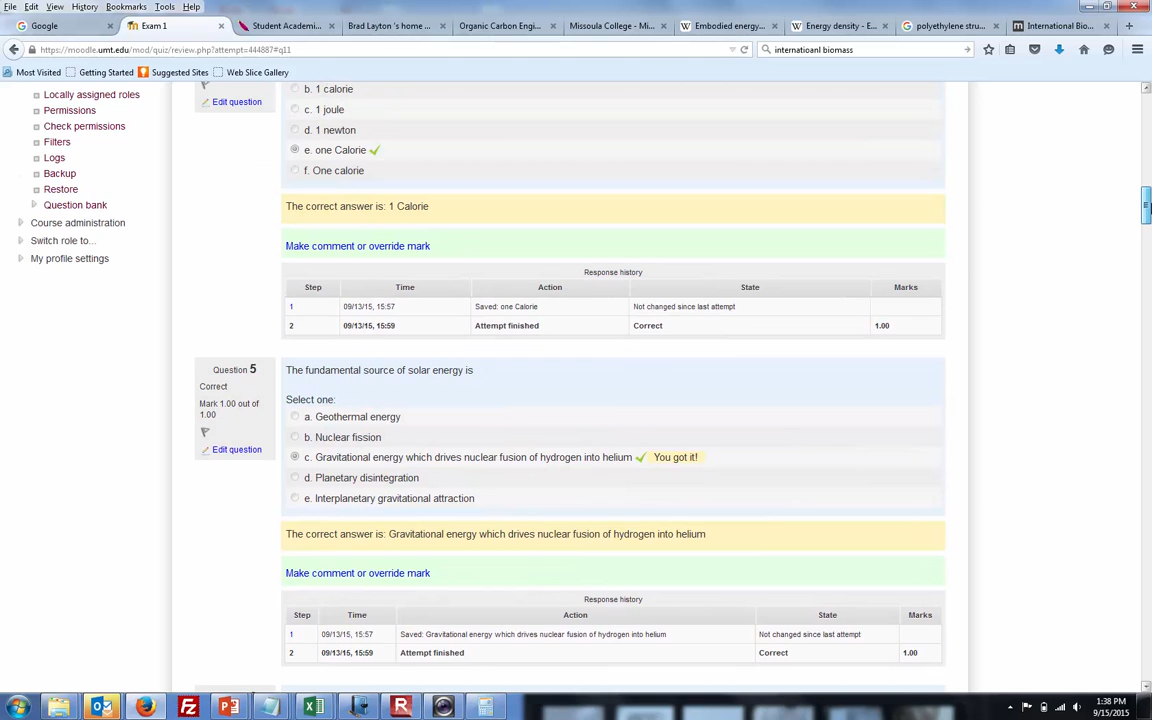 File Edit View History Bookmarks Tools Help
Google
Exam 1
Student Academi...
Brad Layton 's home ...
Organic Carbon Engi...
Missoula College - Mi...
Embodied energy...
Energy density - E...
polyethylene stru...
International Biom...
https://moodle.umt.edu/mod/quiz/review.php?attempt=444887#q11
internatioanl biomass
Most Visited
Getting Started
Suggested Sites
Web Slice Gallery
Locally assigned roles
Permissions
Check permissions
Filters
Logs
Backup
Restore
Question bank
Course administration
Switch role to...
My profile settings
Edit question
b. 1 calorie
c. 1 joule
d. 1 newton
e. one Calorie
f. One calorie
The correct answer is: 1 Calorie
Make comment or override mark
Response history
Step Time Action State Marks
1 09/13/15, 15:57 Saved: one Calorie Not changed since last attempt
2 09/13/15, 15:59 Attempt finished Correct 1.00
Question 5
Correct
Mark 1.00 out of
1.00
Edit question
The fundamental source of solar energy is
Select one:
a. Geothermal energy
b. Nuclear fission
c. Gravitational energy which drives nuclear fusion of hydrogen into helium You got it!
d. Planetary disintegration
e. Interplanetary gravitational attraction
The correct answer is: Gravitational energy which drives nuclear fusion of hydrogen into helium
Make comment or override mark
Response history
Step Time Action State Marks
1 09/13/15, 15:57 Saved: Gravitational energy which drives nuclear fusion of hydrogen into helium Not changed since last attempt
2 09/13/15, 15:59 Attempt finished Correct 1.00
1:38 PM
9/15/2015